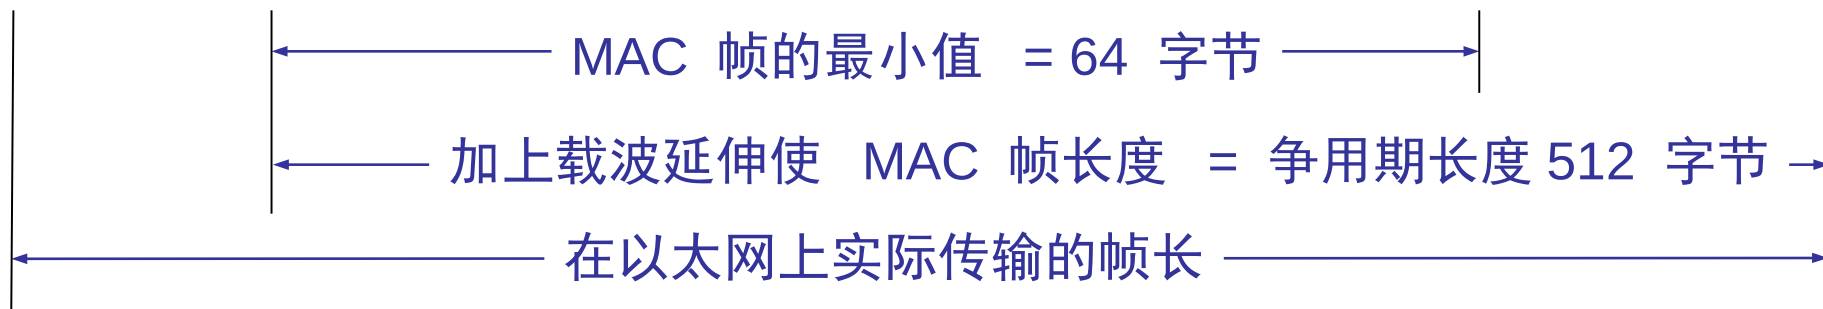 MAC 帧的最小值 = 64 字节
加上载波延伸使 MAC 帧长度 = 争用期长度 512 字节
在以太网上实际传输的帧长